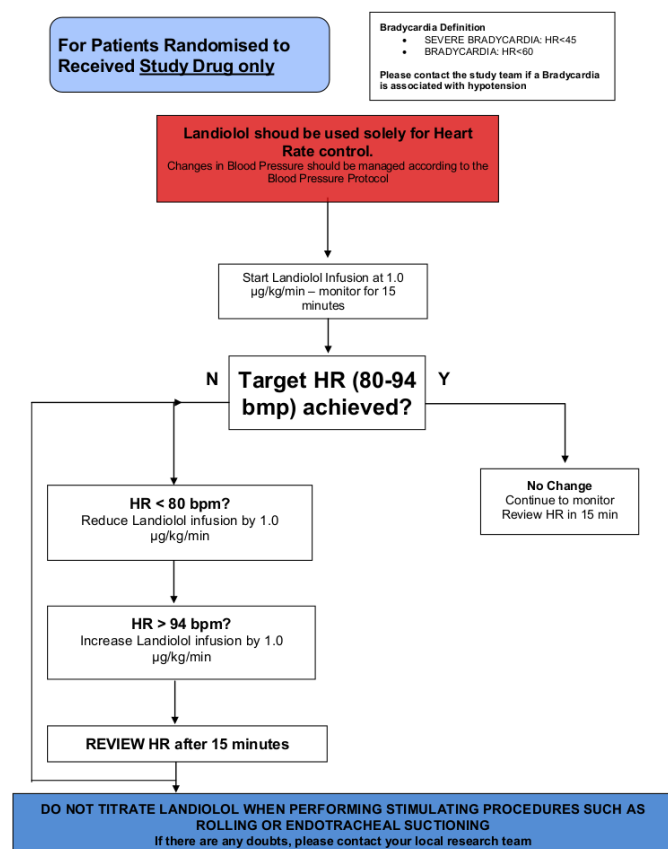 For Patients Randomised to
Received Study Drug only
Bradycardia Definition
• SEVERE BRADYCARDIA: HR<45
• BRADYCARDIA: HR<60
Please contact the study team if a Bradycardia
is associated with hypotension
Landiolol shoud be used solely for Heart
Rate control.
Changes in Blood Pressure should be managed according to the
Blood Pressure Protocol
Start Landiolol Infusion at 1.0
µg/kg/min – monitor for 15
minutes
N
Target HR (80-94
bmp) achieved?
Y
No Change
Continue to monitor
Review HR in 15 min
HR < 80 bpm?
Reduce Landiolol infusion by 1.0
µg/kg/min
HR > 94 bpm?
Increase Landiolol infusion by 1.0
µg/kg/min
REVIEW HR after 15 minutes
DO NOT TITRATE LANDIOLOL WHEN PERFORMING STIMULATING PROCEDURES SUCH AS
ROLLING OR ENDOTRACHEAL SUCTIONING
If there are any doubts, please contact your local research team